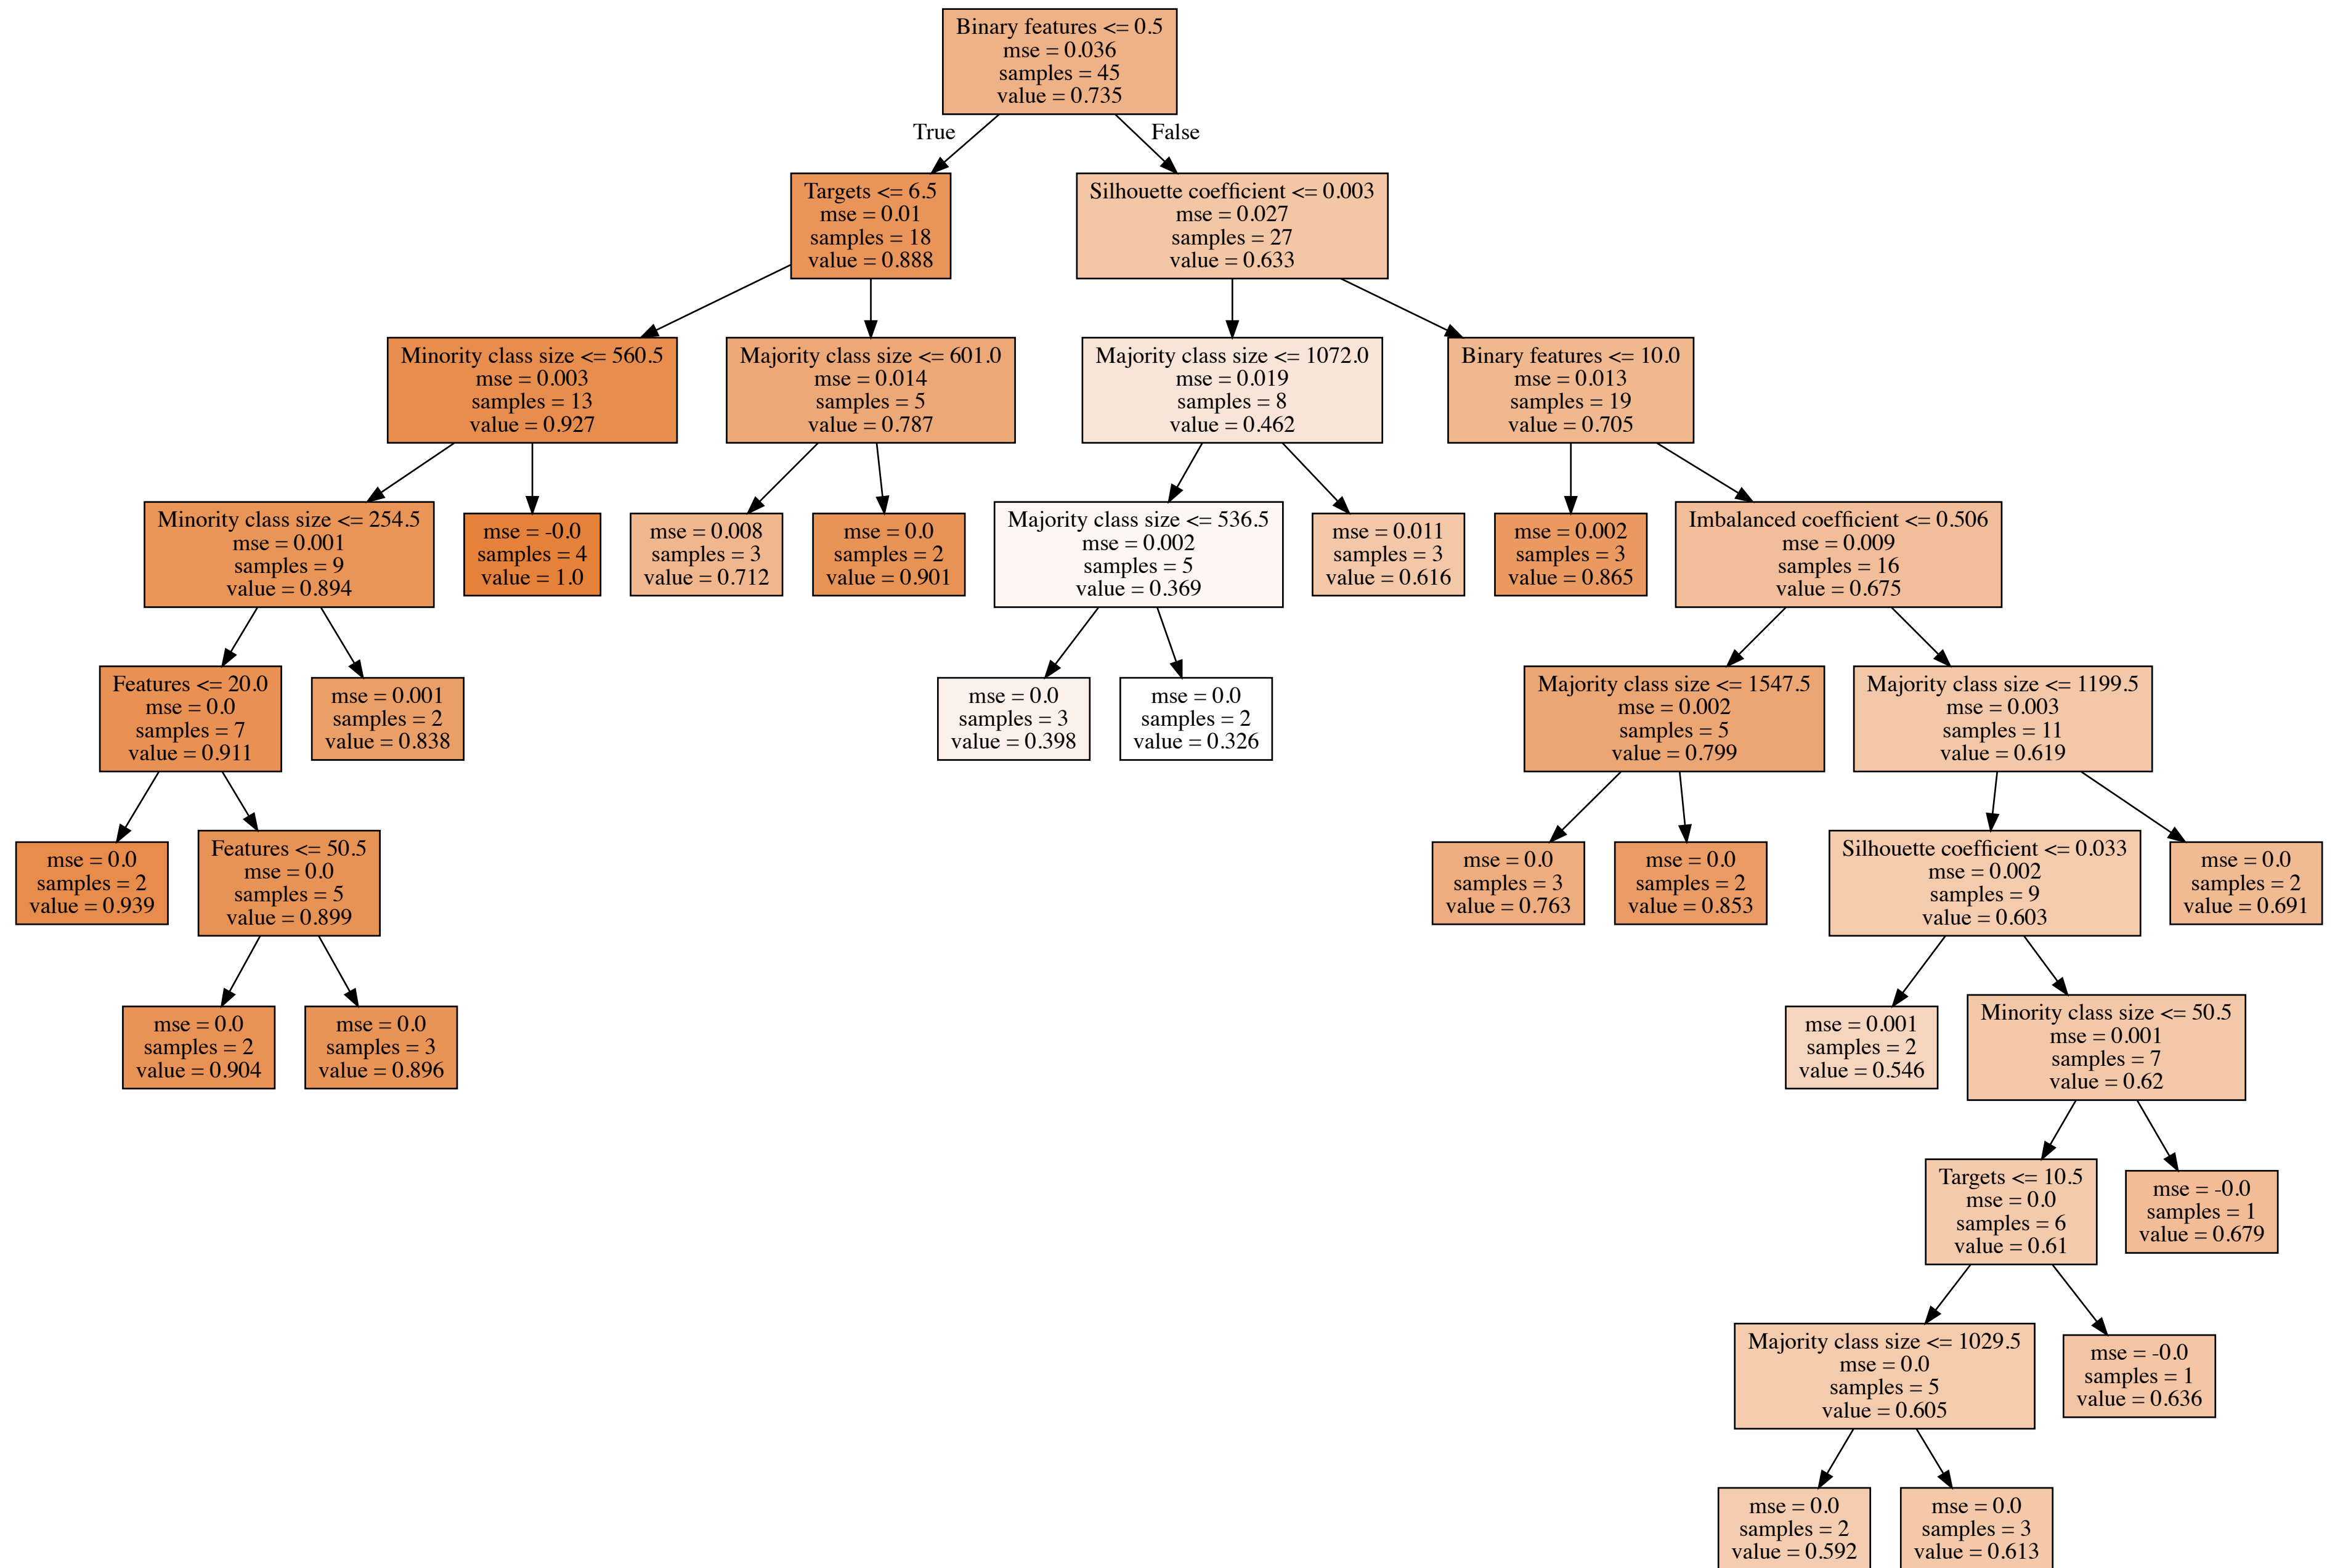 Binary features <= 0.5
mse = 0.036
samples = 45
value = 0.735
True
False
Targets <= 6.5
mse = 0.01
samples = 18
value = 0.888
Silhouette coefficient <= 0.003
mse = 0.027
samples = 27
value = 0.633
Minority class size <= 560.5
mse = 0.003
samples = 13
value = 0.927
Majority class size <= 601.0
mse = 0.014
samples = 5
value = 0.787
Majority class size <= 1072.0
mse = 0.019
samples = 8
value = 0.462
Binary features <= 10.0
mse = 0.013
samples = 19
value = 0.705
Minority class size <= 254.5
mse = 0.001
samples = 9
value = 0.894
mse = -0.0
samples = 4
value = 1.0
mse = 0.008
samples = 3
value = 0.712
mse = 0.0
samples = 2
value = 0.901
Majority class size <= 536.5
mse = 0.002
samples = 5
value = 0.369
mse = 0.011
samples = 3
value = 0.616
mse = 0.002
samples = 3
value = 0.865
Imbalanced coefficient <= 0.506
mse = 0.009
samples = 16
value = 0.675
Features <= 20.0
mse = 0.0
samples = 7
value = 0.911
mse = 0.001
samples = 2
value = 0.838
mse = 0.0
samples = 3
value = 0.398
mse = 0.0
samples = 2
value = 0.326
Majority class size <= 1547.5
mse = 0.002
samples = 5
value = 0.799
Majority class size <= 1199.5
mse = 0.003
samples = 11
value = 0.619
mse = 0.0
samples = 2
value = 0.939
Features <= 50.5
mse = 0.0
samples = 5
value = 0.899
mse = 0.0
samples = 3
value = 0.763
mse = 0.0
samples = 2
value = 0.853
Silhouette coefficient <= 0.033
mse = 0.002
samples = 9
value = 0.603
mse = 0.0
samples = 2
value = 0.691
mse = 0.0
samples = 2
value = 0.904
mse = 0.0
samples = 3
value = 0.896
mse = 0.001
samples = 2
value = 0.546
Minority class size <= 50.5
mse = 0.001
samples = 7
value = 0.62
Targets <= 10.5
mse = 0.0
samples = 6
value = 0.61
mse = -0.0
samples = 1
value = 0.679
Majority class size <= 1029.5
mse = 0.0
samples = 5
value = 0.605
mse = -0.0
samples = 1
value = 0.636
mse = 0.0
samples = 2
value = 0.592
mse = 0.0
samples = 3
value = 0.613